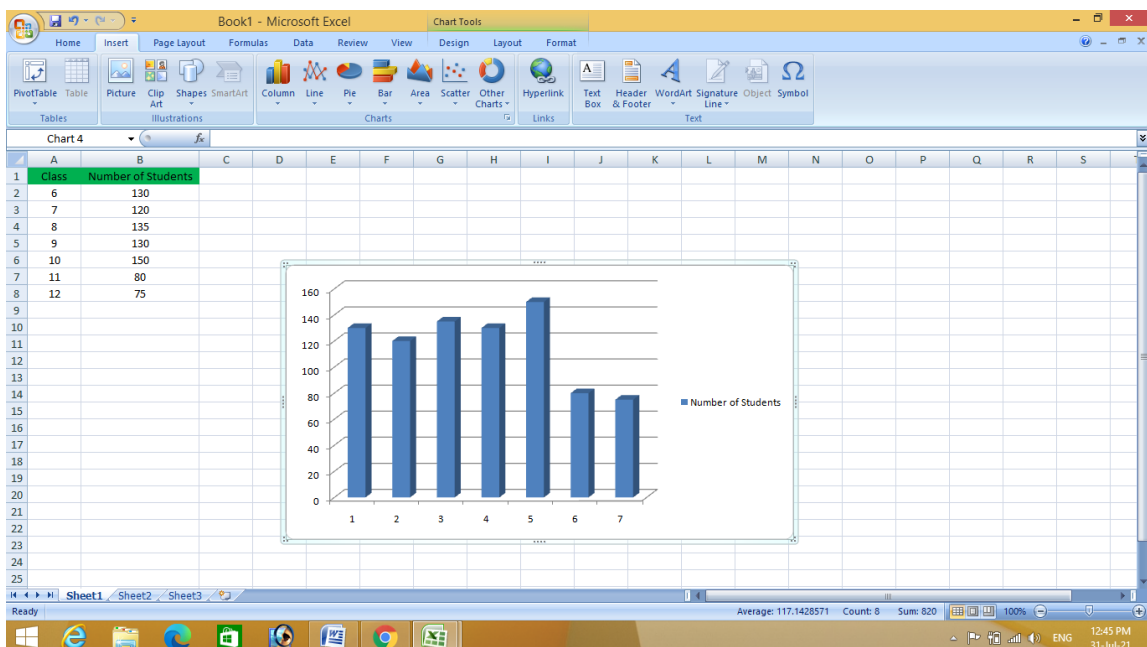 Book1 - Microsoft Excel Chart Tools
Home Insert Page Layout Formulas Data Review View Design Layout Format
PivotTable Table Picture Clip Art Shapes SmartArt Column Line Pie Bar Area Scatter Other Charts Hyperlink Text Box Header & Footer WordArt Signature Line Object Symbol
Tables Illustrations Charts Links Text
Chart 4 fx
A B C D E F G H I J K L M N O P Q R S
1 Class Number of Students
2 6 130
3 7 120
4 8 135
5 9 130
6 10 150
7 11 80
8 12 75
9
10
11
12
13
14
15
16
17
18
19
20
21
22
23
24
25
160
140
120
100
80
60
40
20
0
1 2 3 4 5 6 7
Number of Students
Sheet1 Sheet2 Sheet3
Ready Average: 117.1428571 Count: 8 Sum: 820 100%
ENG 12:45 PM
31-Jul-21